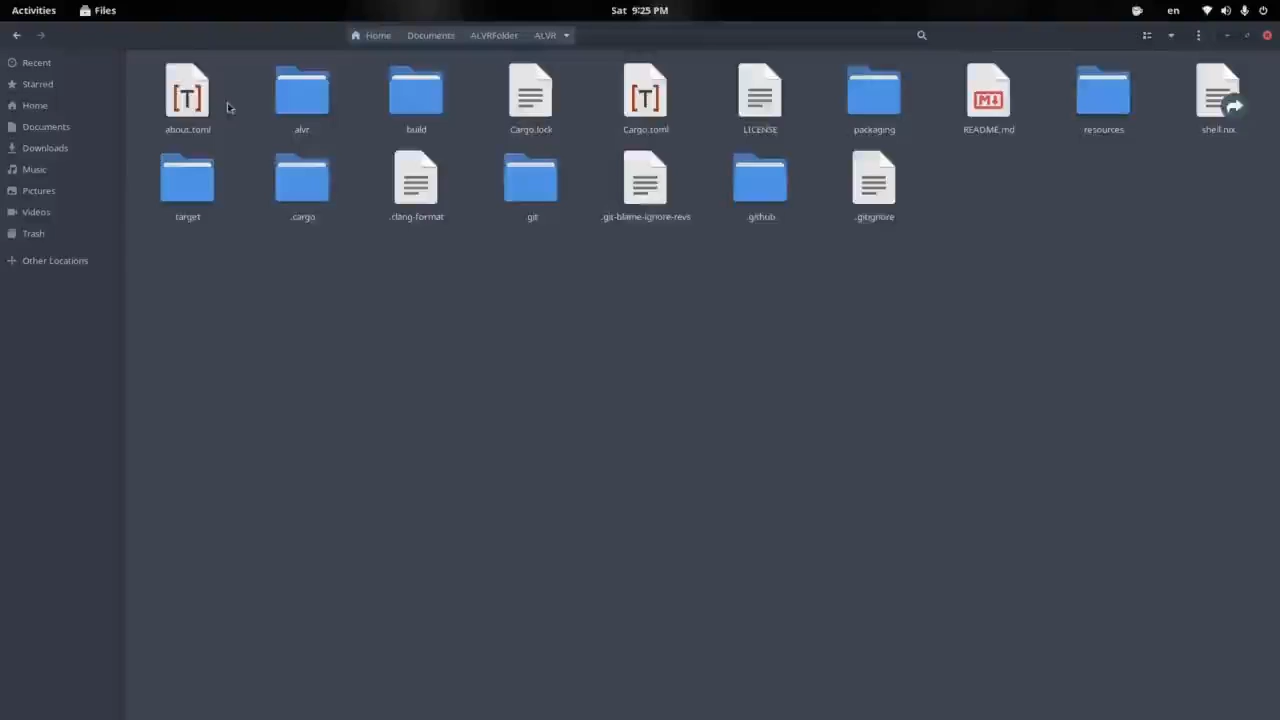 Activities Files Sat 9:25 PM en
Home Documents ALVRFolder ALVR
Recent
Starred
Home
Documents
Downloads
Music
Pictures
Videos
Trash
Other Locations
[T] [T] M↓
about.toml alvr build Cargo.lock Cargo.toml LICENSE packaging README.md resources shell.nix
target .cargo .clang-format .git .git-blame-ignore-revs .github .gitignore